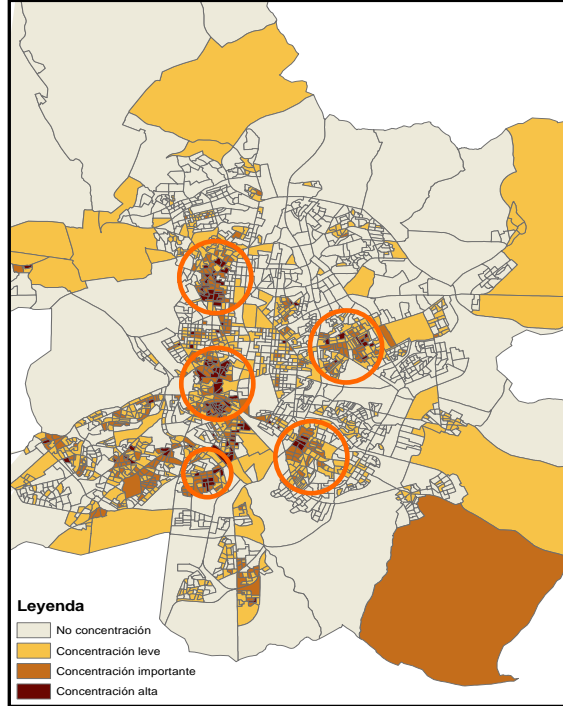 Leyenda
No concentración
Concentración leve
Concentración importante
Concentración alta